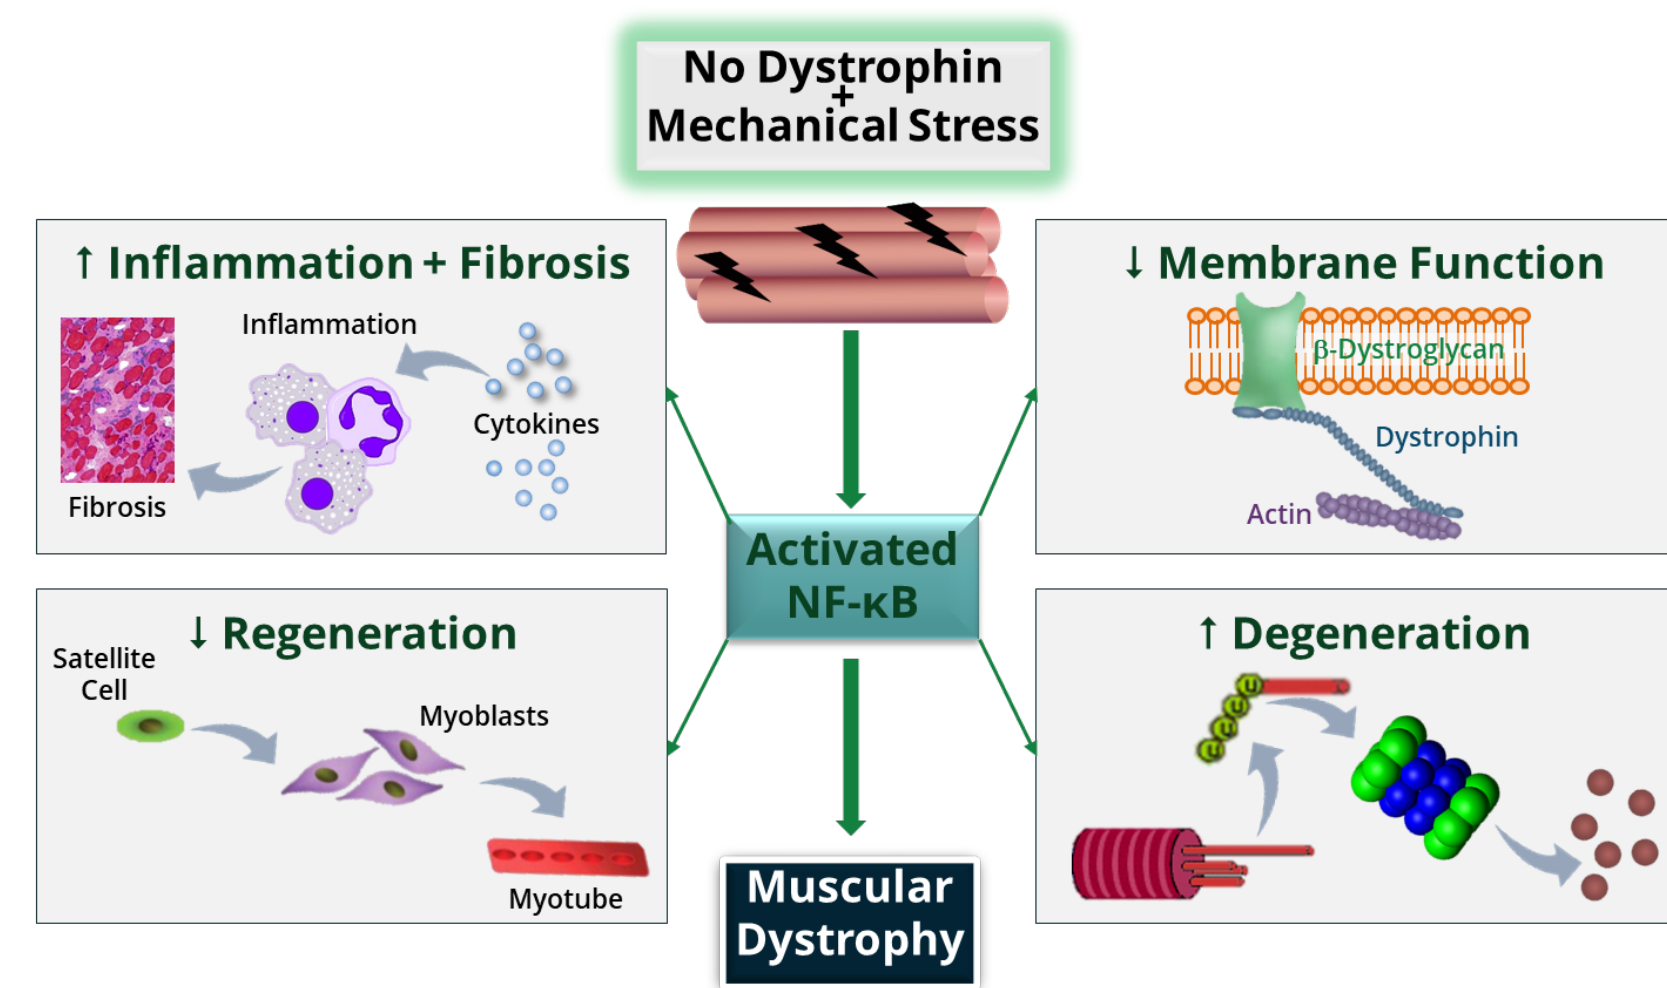 No Dystrophin
+
Mechanical Stress
↑ Inflammation + Fibrosis
Inflammation
Cytokines
Fibrosis
↓ Membrane Function
β-Dystroglycan
Dystrophin
Actin
Activated
NF-κB
↓ Regeneration
Satellite
Cell
Myoblasts
Myotube
↑ Degeneration
u
u
u
u
Muscular
Dystrophy